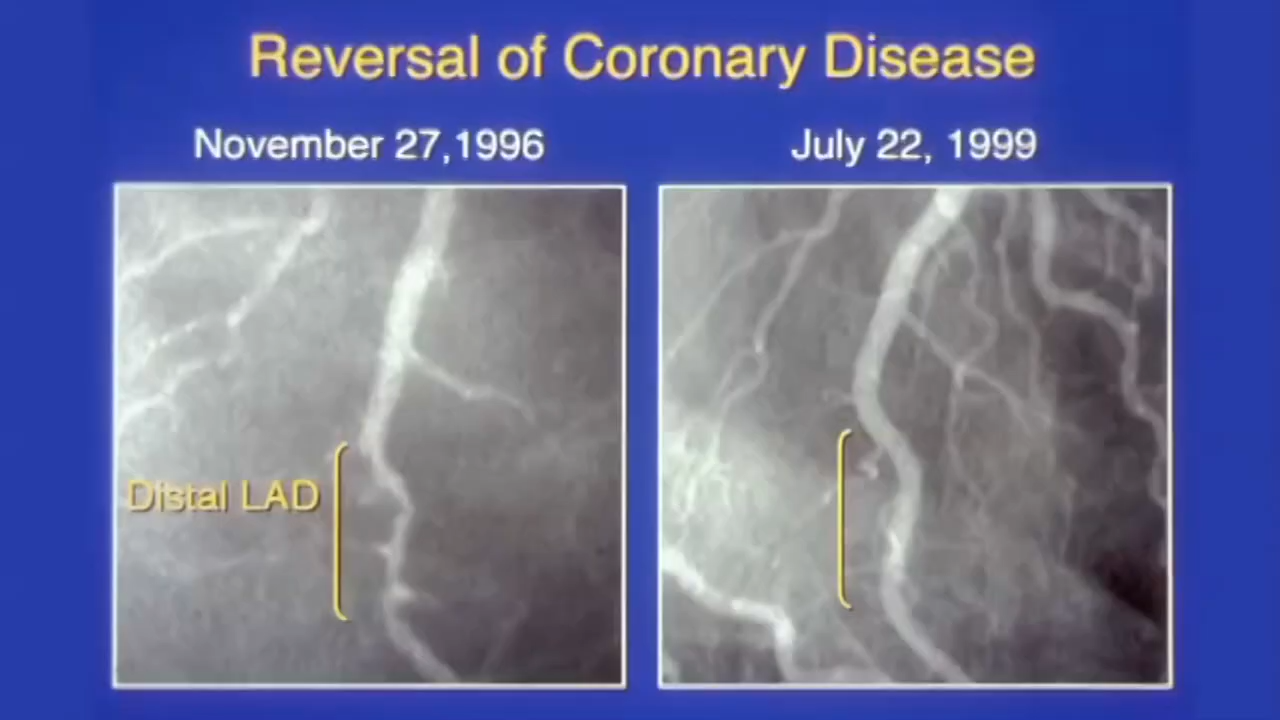 Reversal of Coronary Disease
November 27,1996
July 22, 1999
Distal LAD